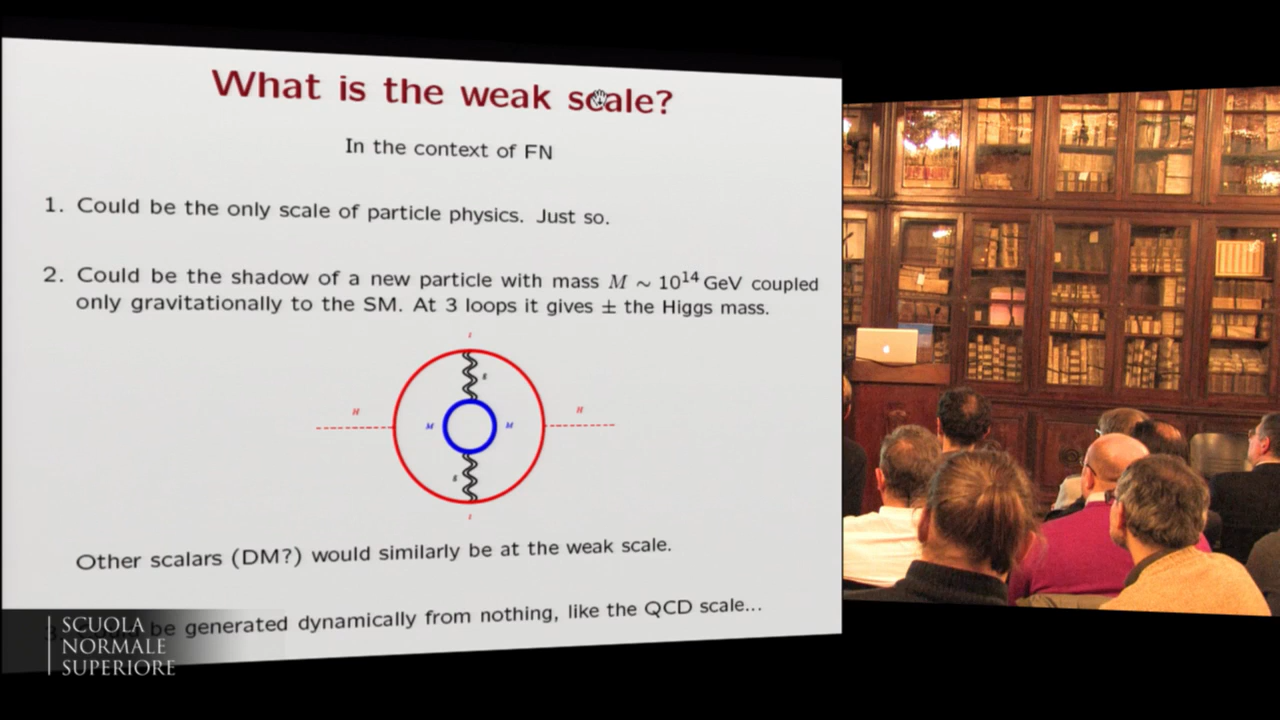 What is the weak scale?
In the context of FN
1. Could be the only scale of particle physics. Just so.
2. Could be the shadow of a new particle with mass M ∼ 10¹⁴ GeV coupled
only gravitationally to the SM. At 3 loops it gives ± the Higgs mass.
H
M
M
H
Other scalars (DM?) would similarly be at the weak scale.
be generated dynamically from nothing, like the QCD scale...
SCUOLA
NORMALE
SUPERIORE